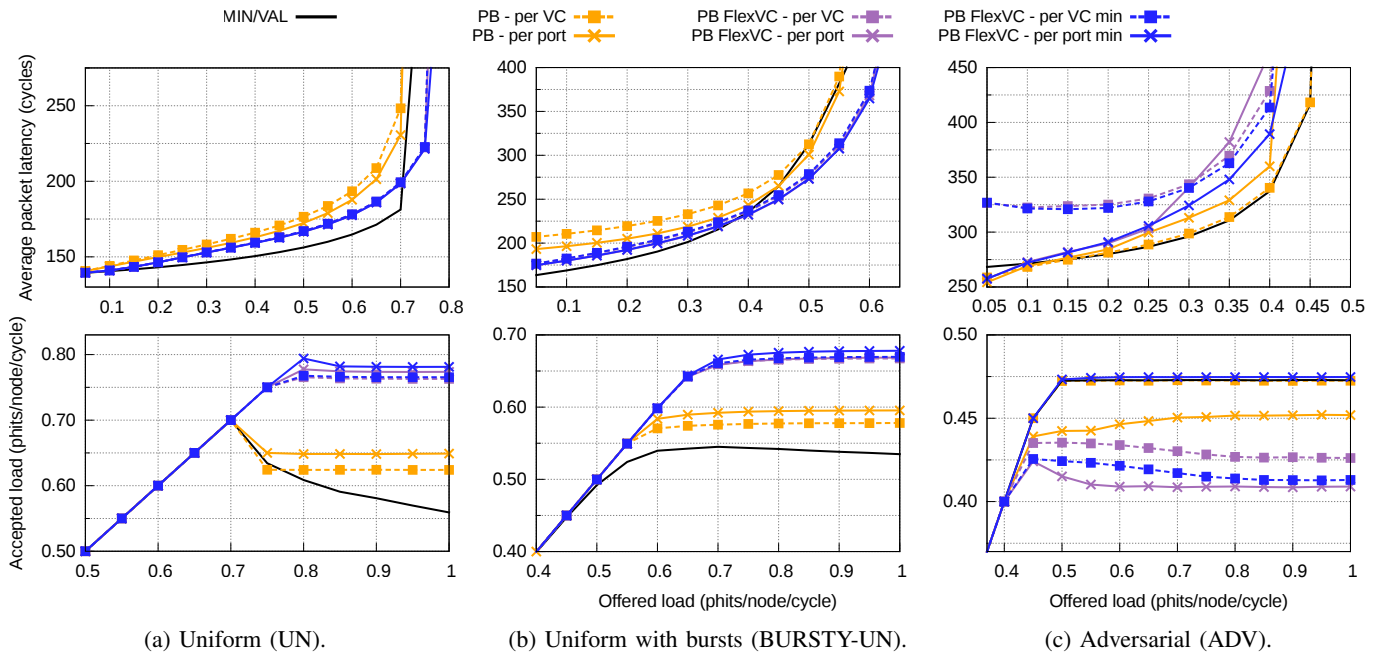 MIN/VAL
PB - per VC
PB - per port
PB FlexVC - per VC
PB FlexVC - per port
PB FlexVC - per VC min
PB FlexVC - per port min
Average packet latency (cycles)
250
200
150
0.1 0.2 0.3 0.4 0.5 0.6 0.7 0.8
400
350
300
250
200
150
0.1 0.2 0.3 0.4 0.5 0.6
450
400
350
300
250
0.05 0.1 0.15 0.2 0.25 0.3 0.35 0.4 0.45 0.5
Accepted load (phits/node/cycle)
0.80
0.70
0.60
0.50
0.5 0.6 0.7 0.8 0.9 1
0.70
0.60
0.50
0.40
0.4 0.5 0.6 0.7 0.8 0.9 1
0.50
0.45
0.40
0.4 0.5 0.6 0.7 0.8 0.9 1
Offered load (phits/node/cycle)
Offered load (phits/node/cycle)
Offered load (phits/node/cycle)
(a) Uniform (UN).
(b) Uniform with bursts (BURSTY-UN).
(c) Adversarial (ADV).